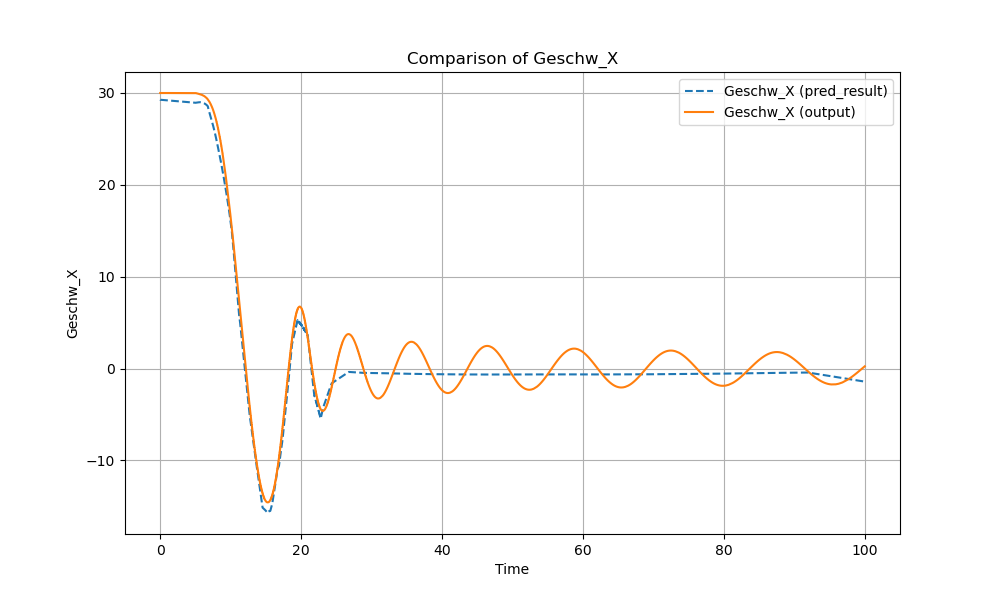 Comparison of Geschw_X
Geschw_X (pred_result)
Geschw_X (output)
30
20
10
0
−10
Geschw_X
0 20 40 60 80 100
Time